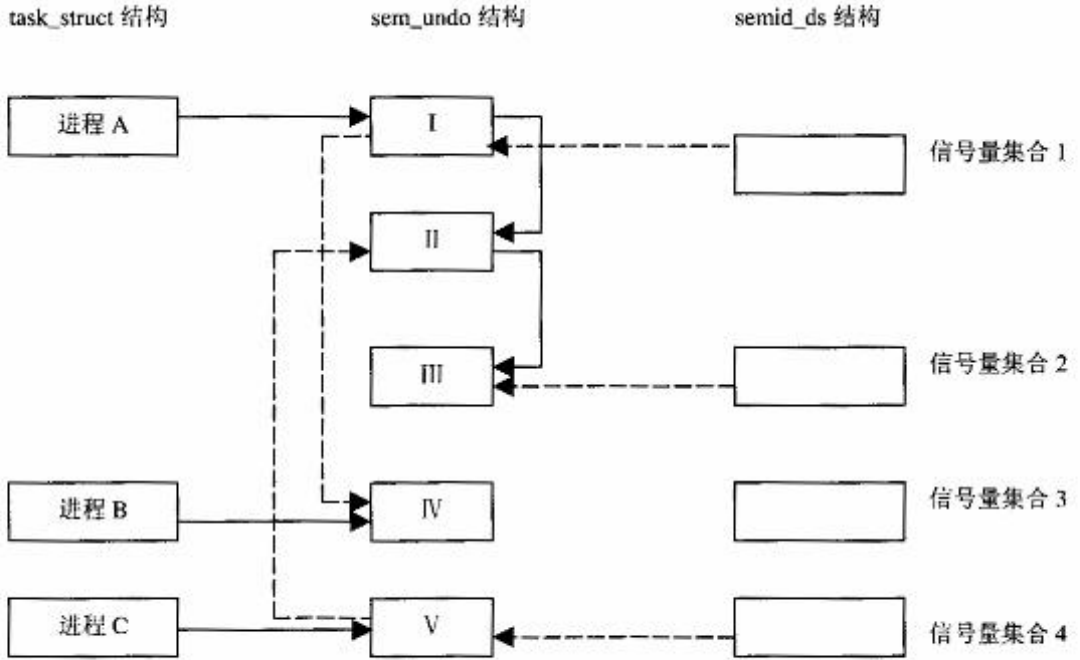 task_struct 结构 sem_undo 结构 semid_ds 结构
进程 A I
信号量集合 1
II
III 信号量集合 2
进程 B IV 信号量集合 3
进程 C V 信号量集合 4